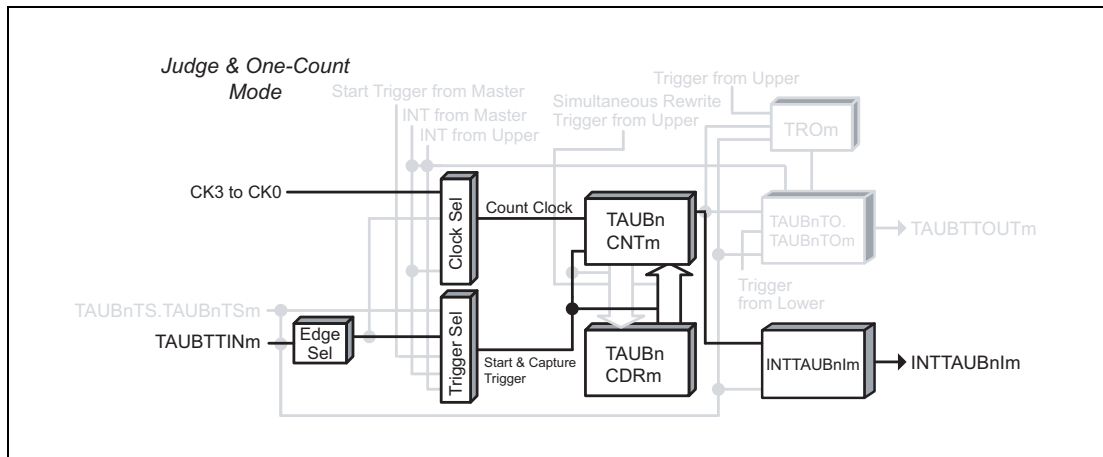 Judge & One-Count
Mode
Trigger from Upper
Start Trigger from Master
Simultaneous Rewrite
Trigger from Upper
INT from Master
INT from Upper
TROm
CK3 to CK0
Clock Sel
Count Clock
TAUBn
CNTm
TAUBnTO.
TAUBnTOm
TAUBTTOUTm
Trigger
from Lower
TAUBnTS.TAUBnTSm
TAUBTTINm
Edge
Sel
Trigger Sel
Start & Capture
Trigger
TAUBn
CDRm
INTTAUBnIm
INTTAUBnIm